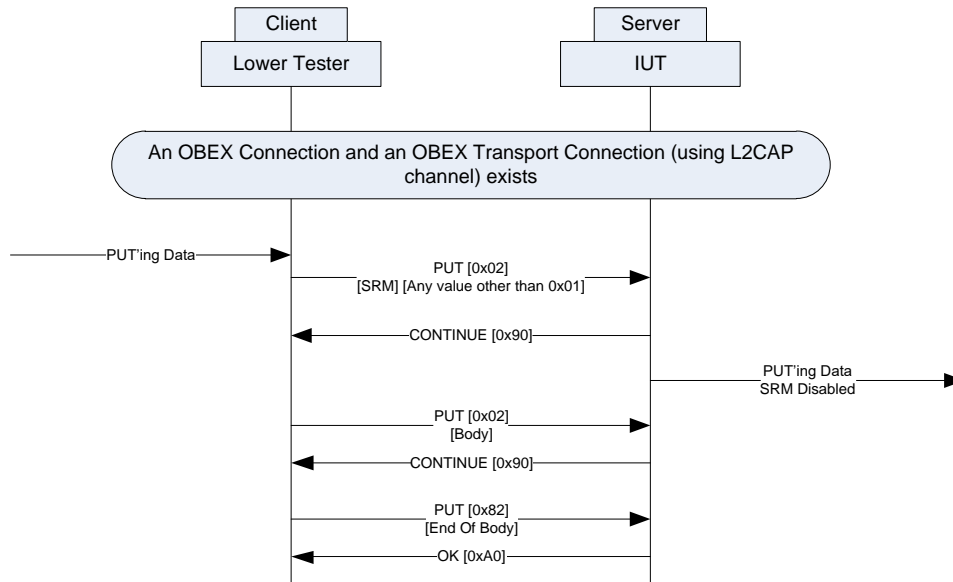 Client
Server
Lower Tester
IUT
An OBEX Connection and an OBEX Transport Connection (using L2CAP
channel) exists
PUT'ing Data
PUT [0x02]
[SRM] [Any value other than 0x01]
CONTINUE [0x90]
PUT'ing Data
SRM Disabled
PUT [0x02]
[Body]
CONTINUE [0x90]
PUT [0x82]
[End Of Body]
OK [0xA0]